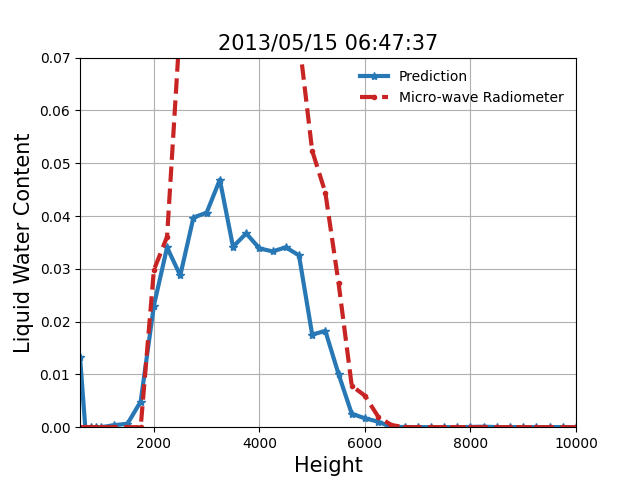 2013/05/15 06:47:37
Prediction
Micro-wave Radiometer
Liquid Water Content
0.07
0.06
0.05
0.04
0.03
0.02
0.01
0.00
2000 4000 6000 8000 10000
Height